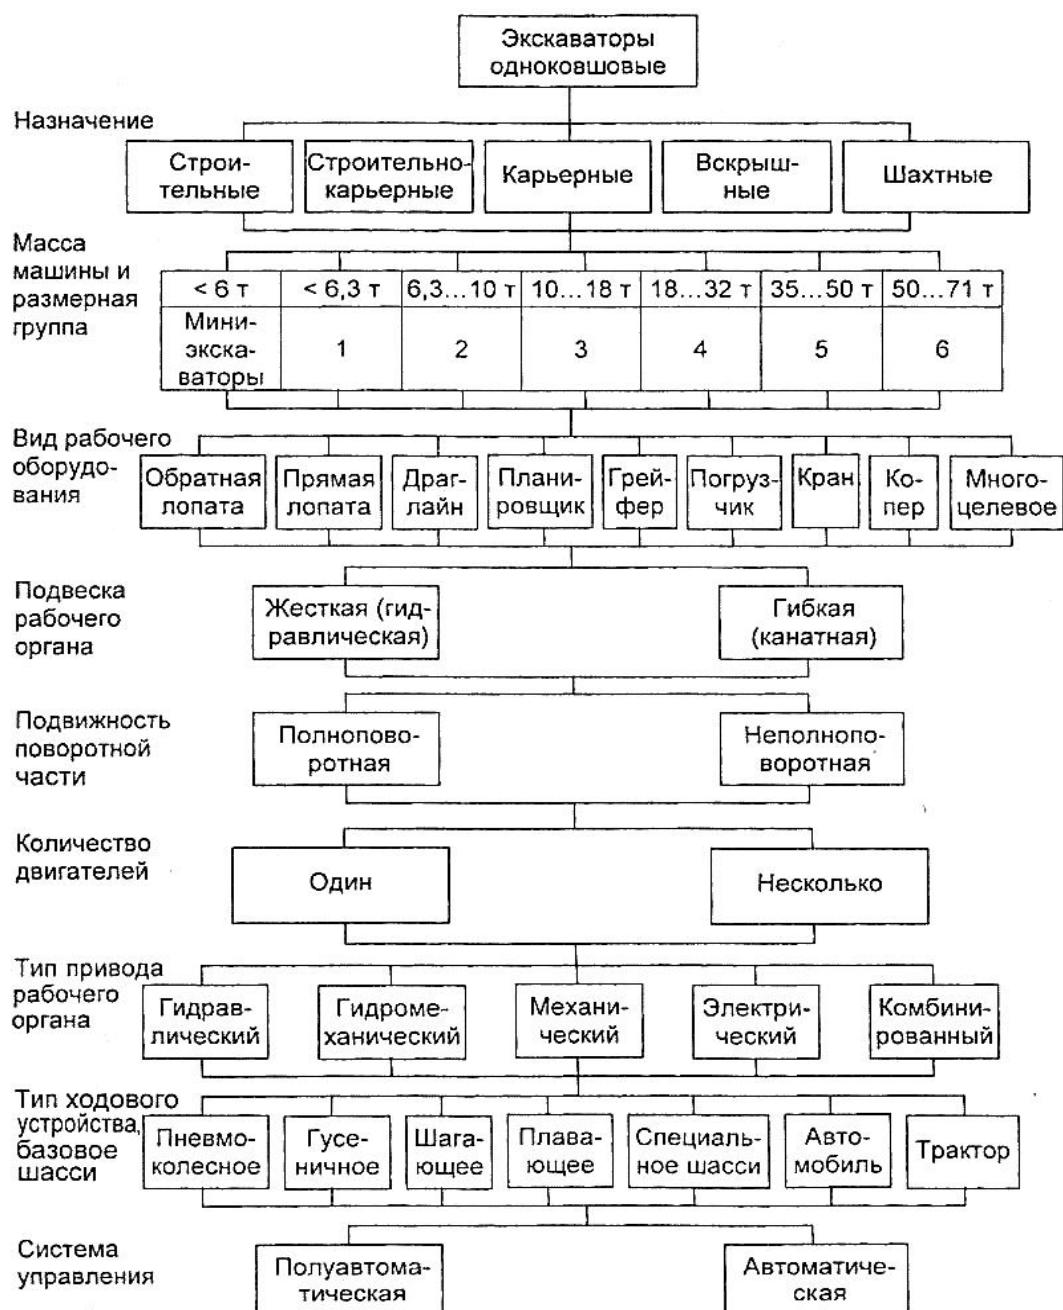 Экскаваторы
одноковшовые
Назначение
Строи-
тельные
Строительно-
карьерные
Карьерные
Вскрыш-
ные
Шахтные
Масса
машины и
размерная
группа
< 6 т
< 6,3 т
6,3...10 т
10...18 т
18...32 т
35...50 т
50...71 т
Мини-
экска-
ваторы
1
2
3
4
5
6
Вид рабочего
оборудо-
вания
Обратная
лопата
Прямая
лопата
Драг-
лайн
Плани-
ровщик
Грей-
фер
Погруз-
чик
Кран
Ко-
пер
Много-
целевое
Подвеска
рабочего
органа
Жесткая (гид-
равлическая)
Гибкая
(канатная)
Подвижность
поворотной
части
Полнопово-
ротная
Неполнопо-
воротная
Количество
двигателей
Один
Несколько
Тип привода
рабочего
органа
Гидрав-
лический
Гидроме-
ханический
Механи-
ческий
Электри-
ческий
Комбини-
рованный
Тип ходового
устройства,
базовое
шасси
Пневмо-
колесное
Гусе-
ничное
Шага-
ющее
Плава-
ющее
Специаль-
ное шасси
Авто-
мобиль
Трактор
Система
управления
Полуавтома-
тическая
Автоматиче-
ская